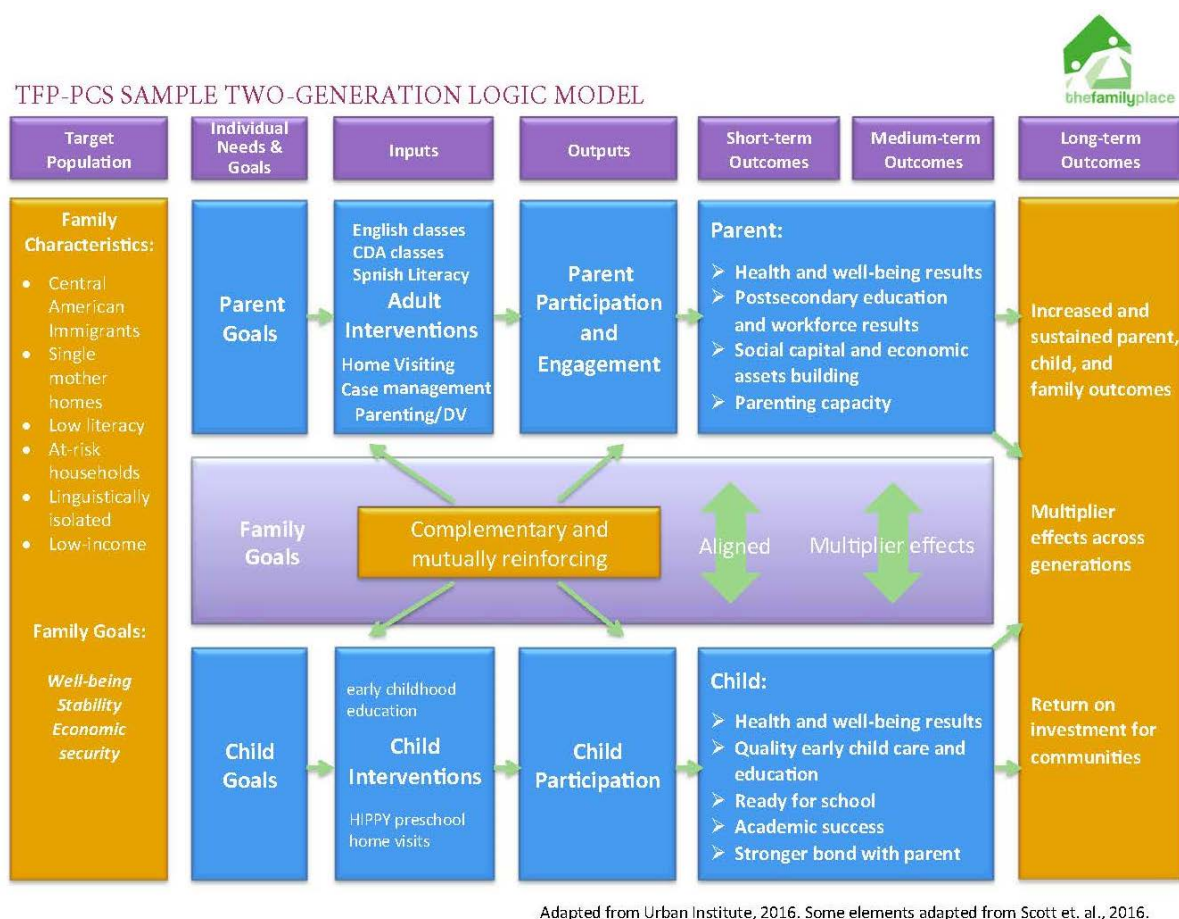 thefamilyplace
TFP-PCS SAMPLE TWO-GENERATION LOGIC MODEL
Target
Population
Individual
Needs &
Goals
Inputs
Outputs
Short-term
Outcomes
Medium-term
Outcomes
Long-term
Outcomes
Family
Characteristics:
• Central
American
Immigrants
• Single
mother
homes
• Low literacy
• At-risk
households
• Linguistically
isolated
• Low-income
Family Goals:
Well-being
Stability
Economic
security
Parent
Goals
English classes
CDA classes
Spnish Literacy
Adult
Interventions
Home Visiting
Case management
Parenting/DV
Parent
Participation
and
Engagement
Parent:
➢ Health and well-being results
➢ Postsecondary education
and workforce results
➢ Social capital and economic
assets building
➢ Parenting capacity
Family
Goals
Complementary and
mutually reinforcing
Aligned
Multiplier effects
Child
Goals
early childhood
education
Child
Interventions
HIPPY preschool
home visits
Child
Participation
Child:
➢ Health and well-being results
➢ Quality early child care and
education
➢ Ready for school
➢ Academic success
➢ Stronger bond with parent
Increased and
sustained parent,
child, and
family outcomes
Multiplier
effects across
generations
Return on
investment for
communities
Adapted from Urban Institute, 2016. Some elements adapted from Scott et. al., 2016.